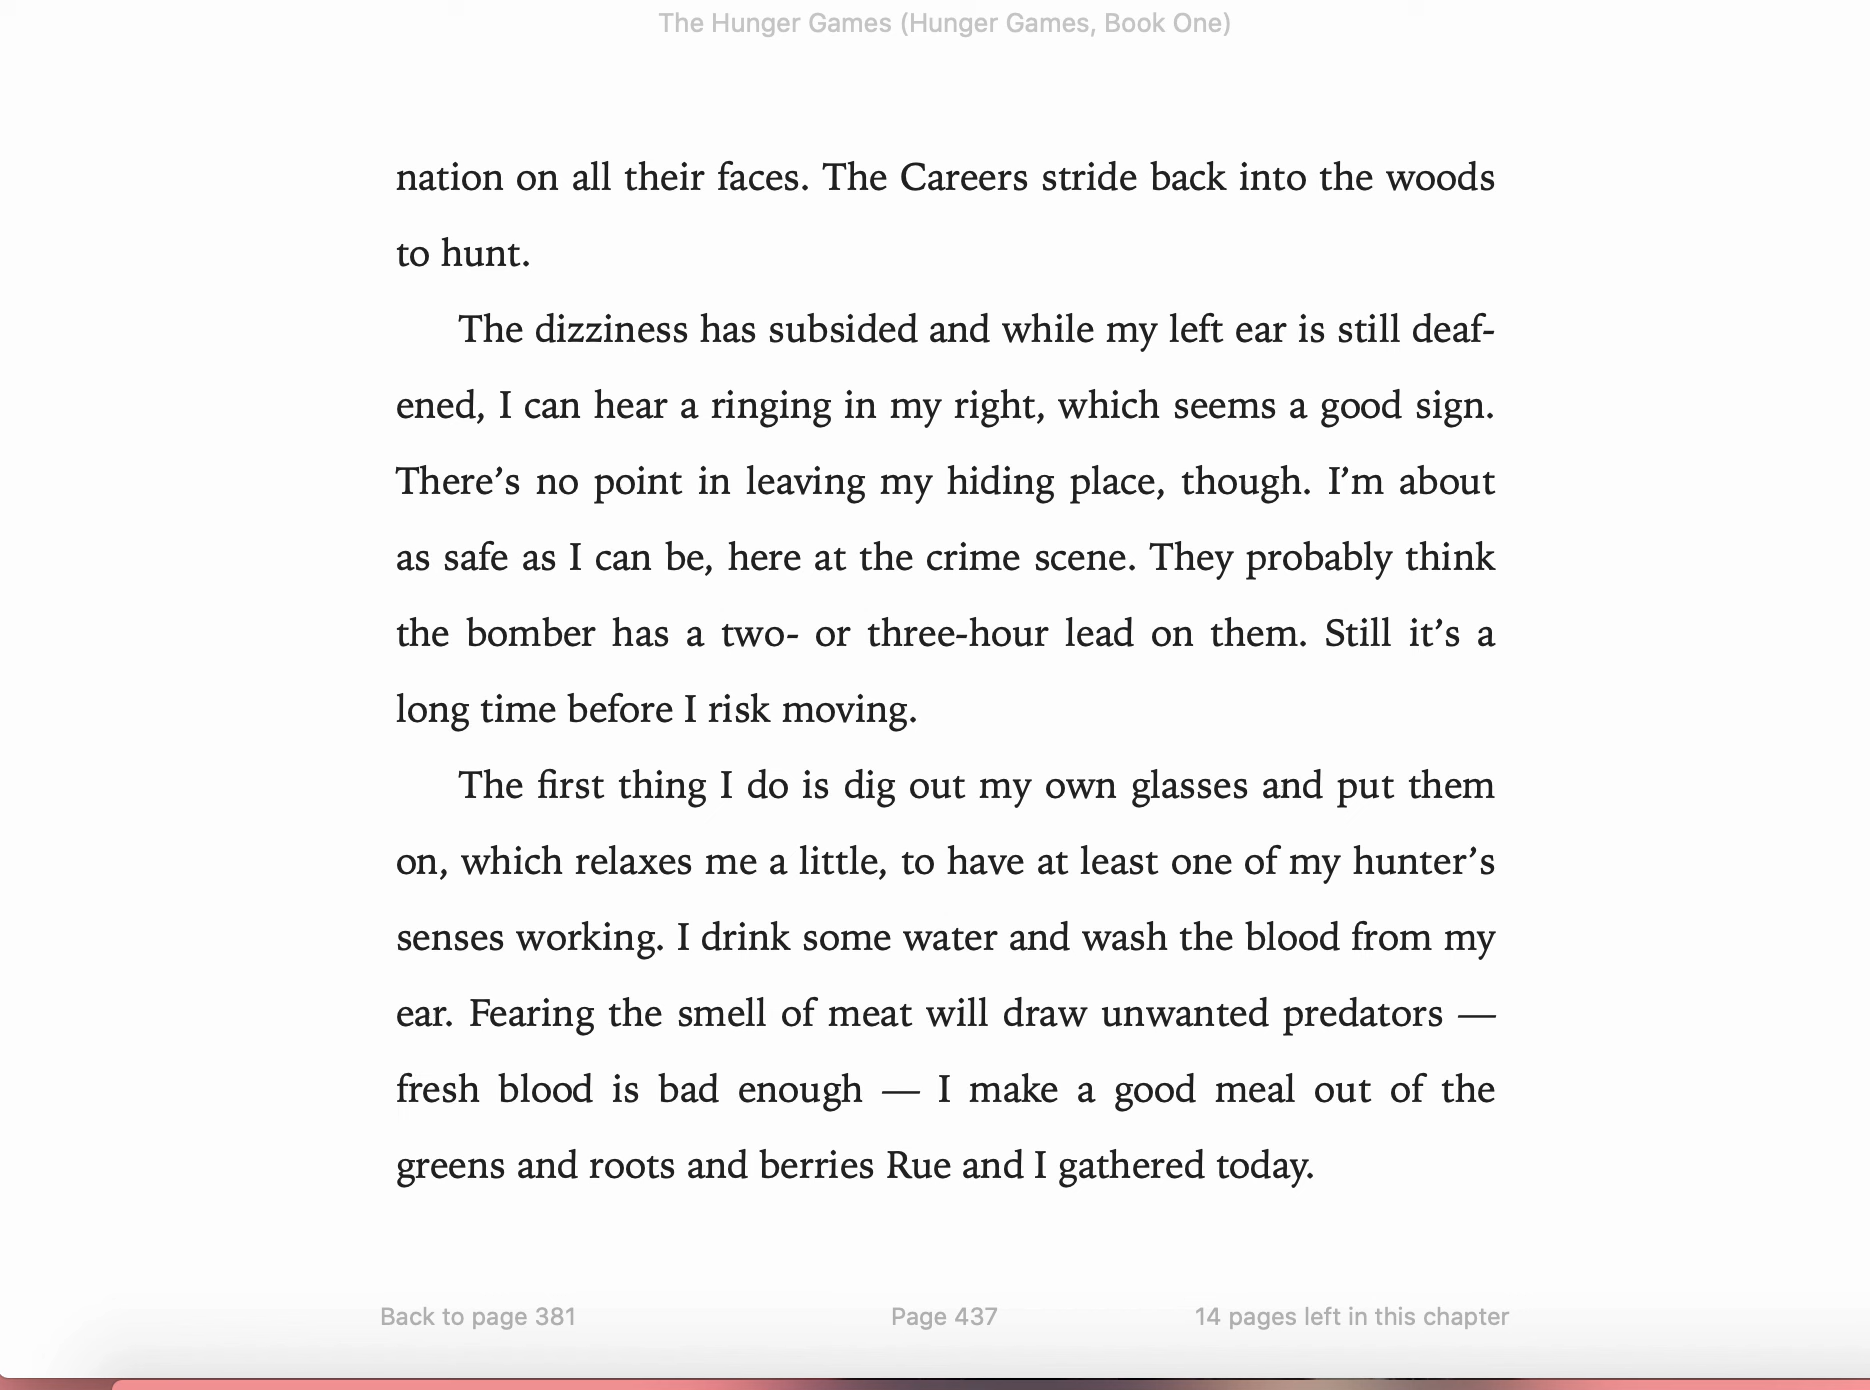 The Hunger Games (Hunger Games, Book One)
nation on all their faces. The Careers stride back into the woods
to hunt.
The dizziness has subsided and while my left ear is still deaf-
ened, I can hear a ringing in my right, which seems a good sign.
There’s no point in leaving my hiding place, though. I’m about
as safe as I can be, here at the crime scene. They probably think
the bomber has a two- or three-hour lead on them. Still it’s a
long time before I risk moving.
The first thing I do is dig out my own glasses and put them
on, which relaxes me a little, to have at least one of my hunter’s
senses working. I drink some water and wash the blood from my
ear. Fearing the smell of meat will draw unwanted predators —
fresh blood is bad enough — I make a good meal out of the
greens and roots and berries Rue and I gathered today.
Back to page 381 Page 437 14 pages left in this chapter